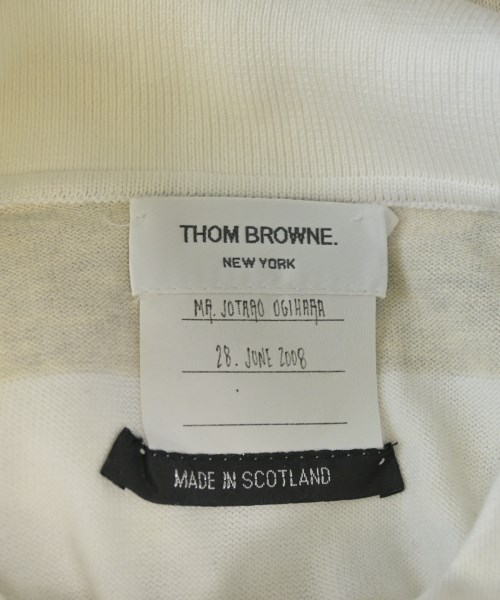 THOM BROWNE.
NEW YORK
MR. JOTARO OGIHARA
28. JUNE 2008
MADE IN SCOTLAND